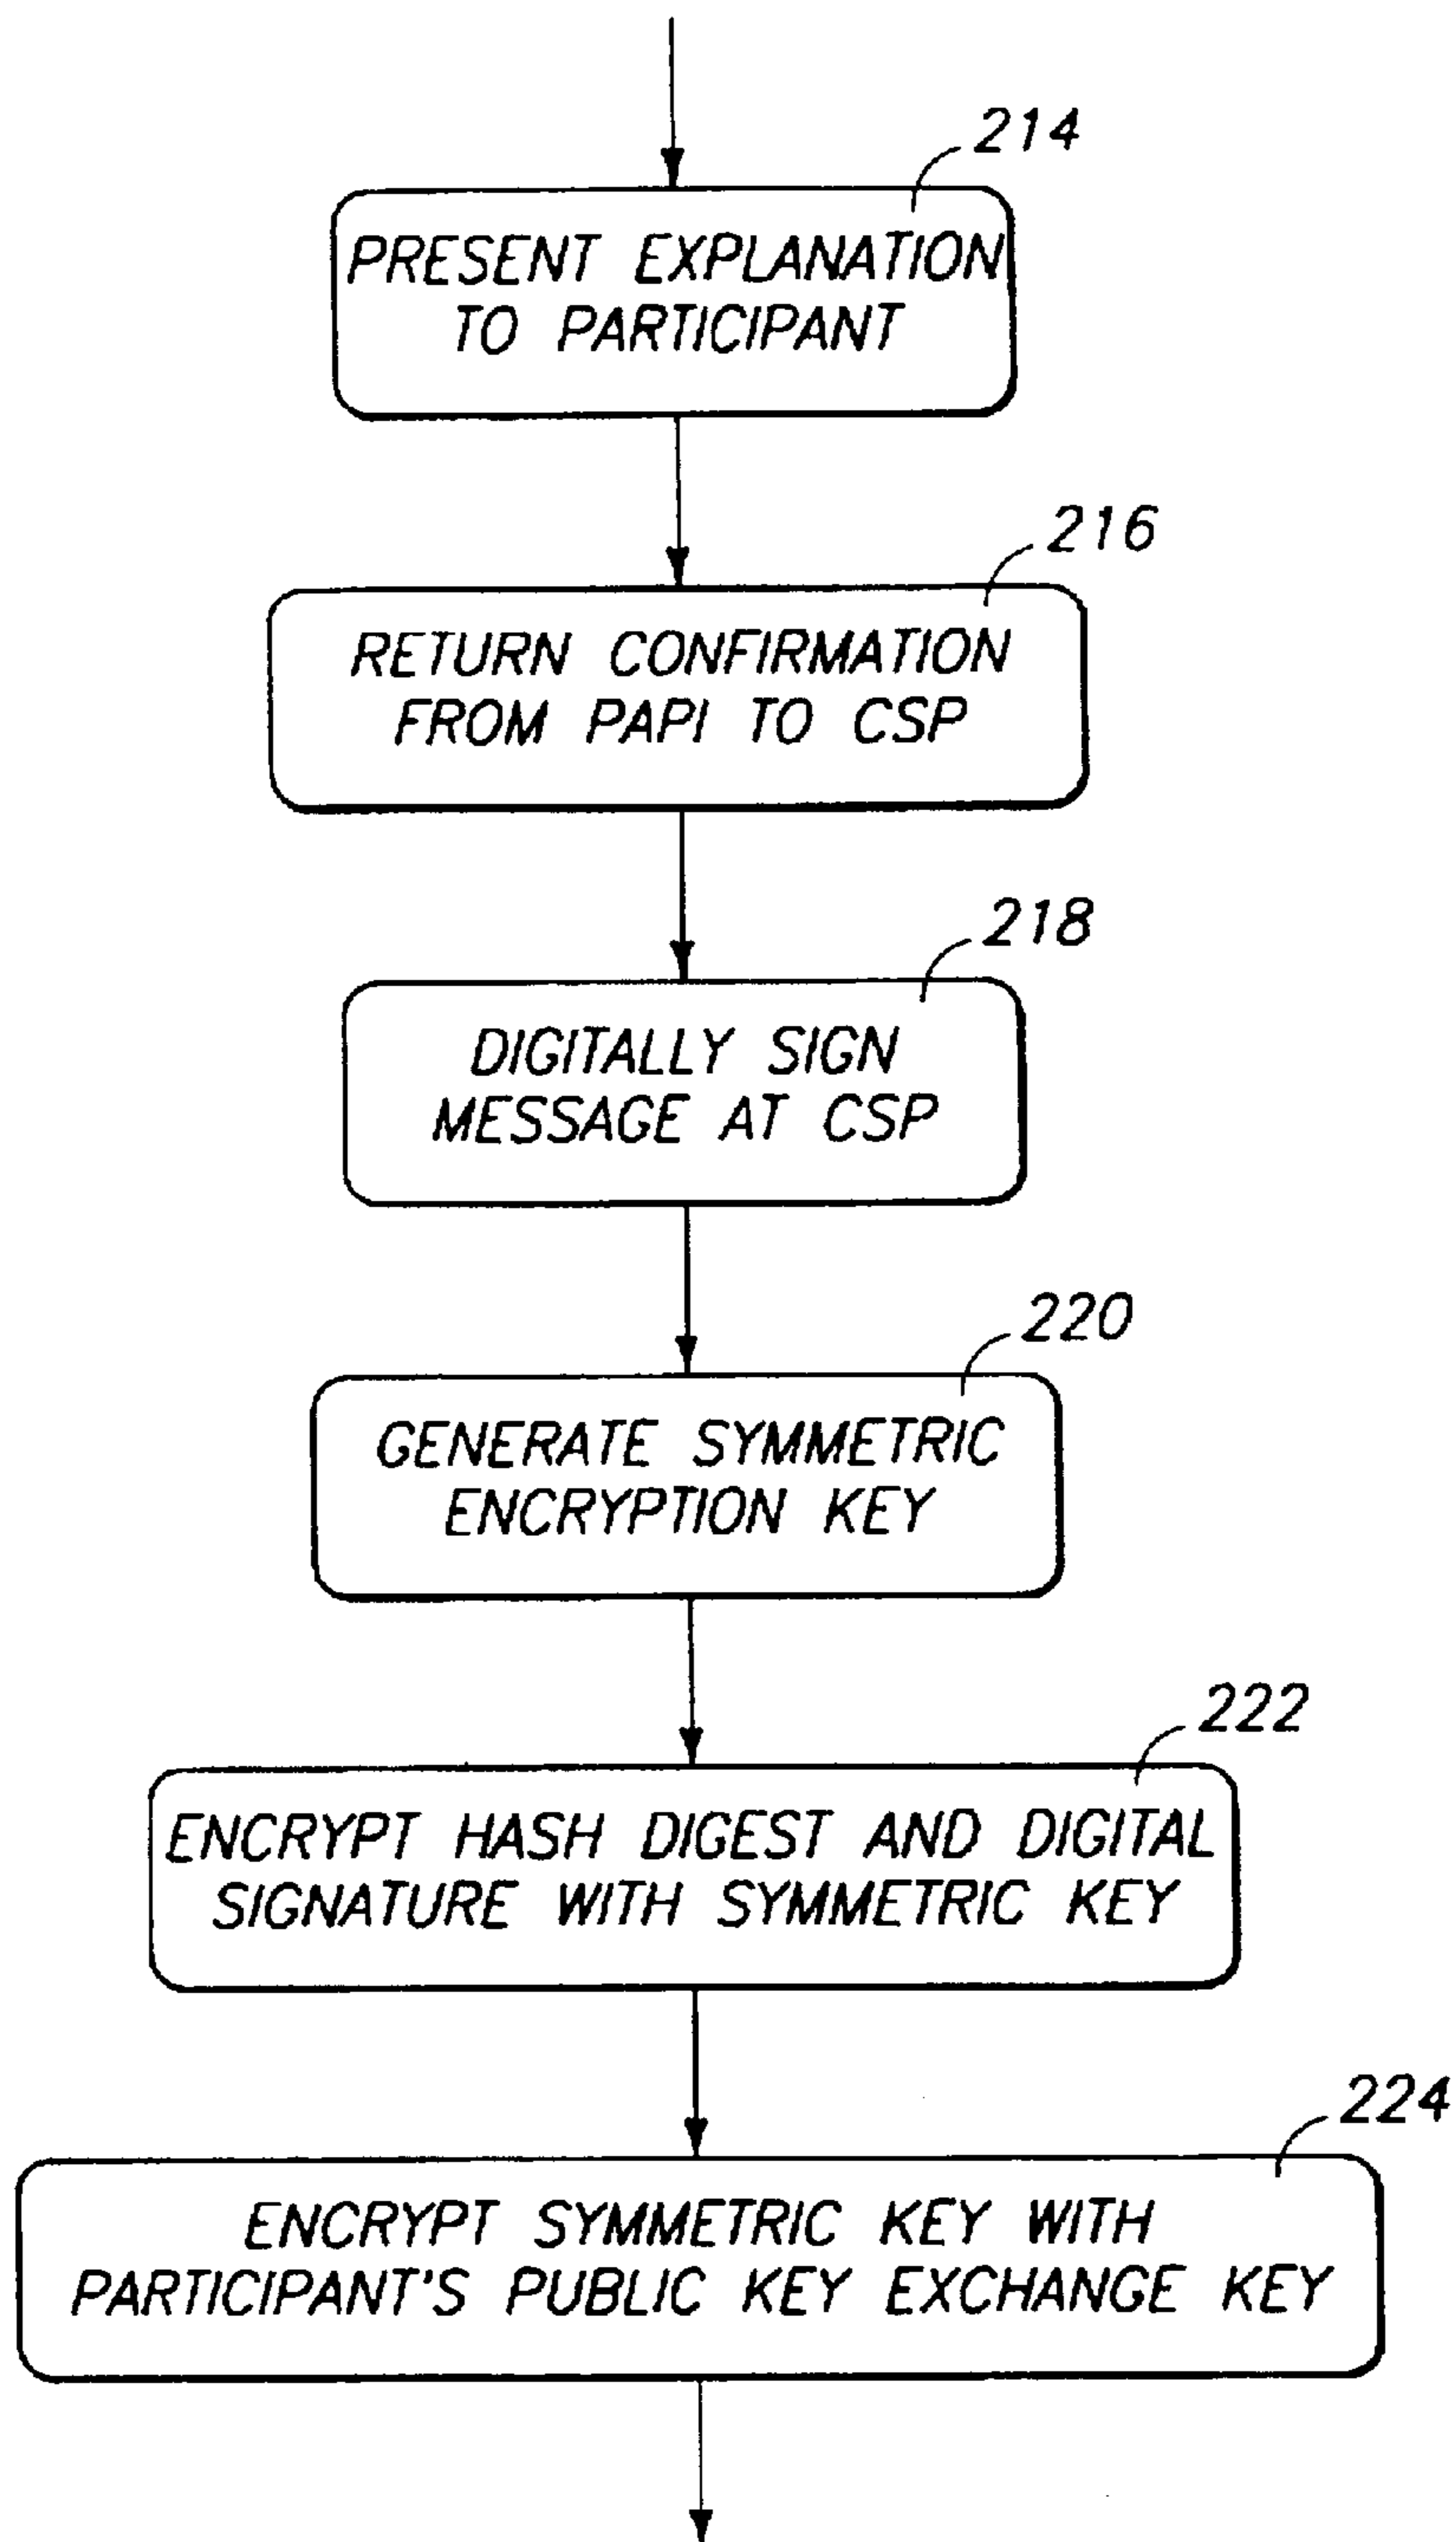 214
PRESENT EXPLANATION
TO PARTICIPANT
216
RETURN CONFIRMATION
FROM PAPI TO CSP
218
DIGITALLY SIGN
MESSAGE AT CSP
220
GENERATE SYMMETRIC
ENCRYPTION KEY
222
ENCRYPT HASH DIGEST AND DIGITAL
SIGNATURE WITH SYMMETRIC KEY
224
ENCRYPT SYMMETRIC KEY WITH
PARTICIPANT'S PUBLIC KEY EXCHANGE KEY